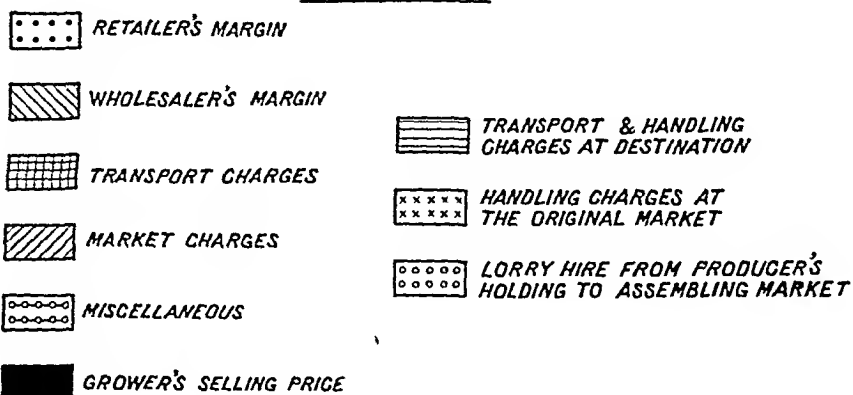 RETAILER'S MARGIN
WHOLESALER'S MARGIN
TRANSPORT CHARGES
MARKET CHARGES
MISCELLANEOUS
GROWER'S SELLING PRICE
TRANSPORT & HANDLING
CHARGES AT DESTINATION
HANDLING CHARGES AT
THE ORIGINAL MARKET
LORRY HIRE FROM PRODUCER'S
HOLDING TO ASSEMBLING MARKET